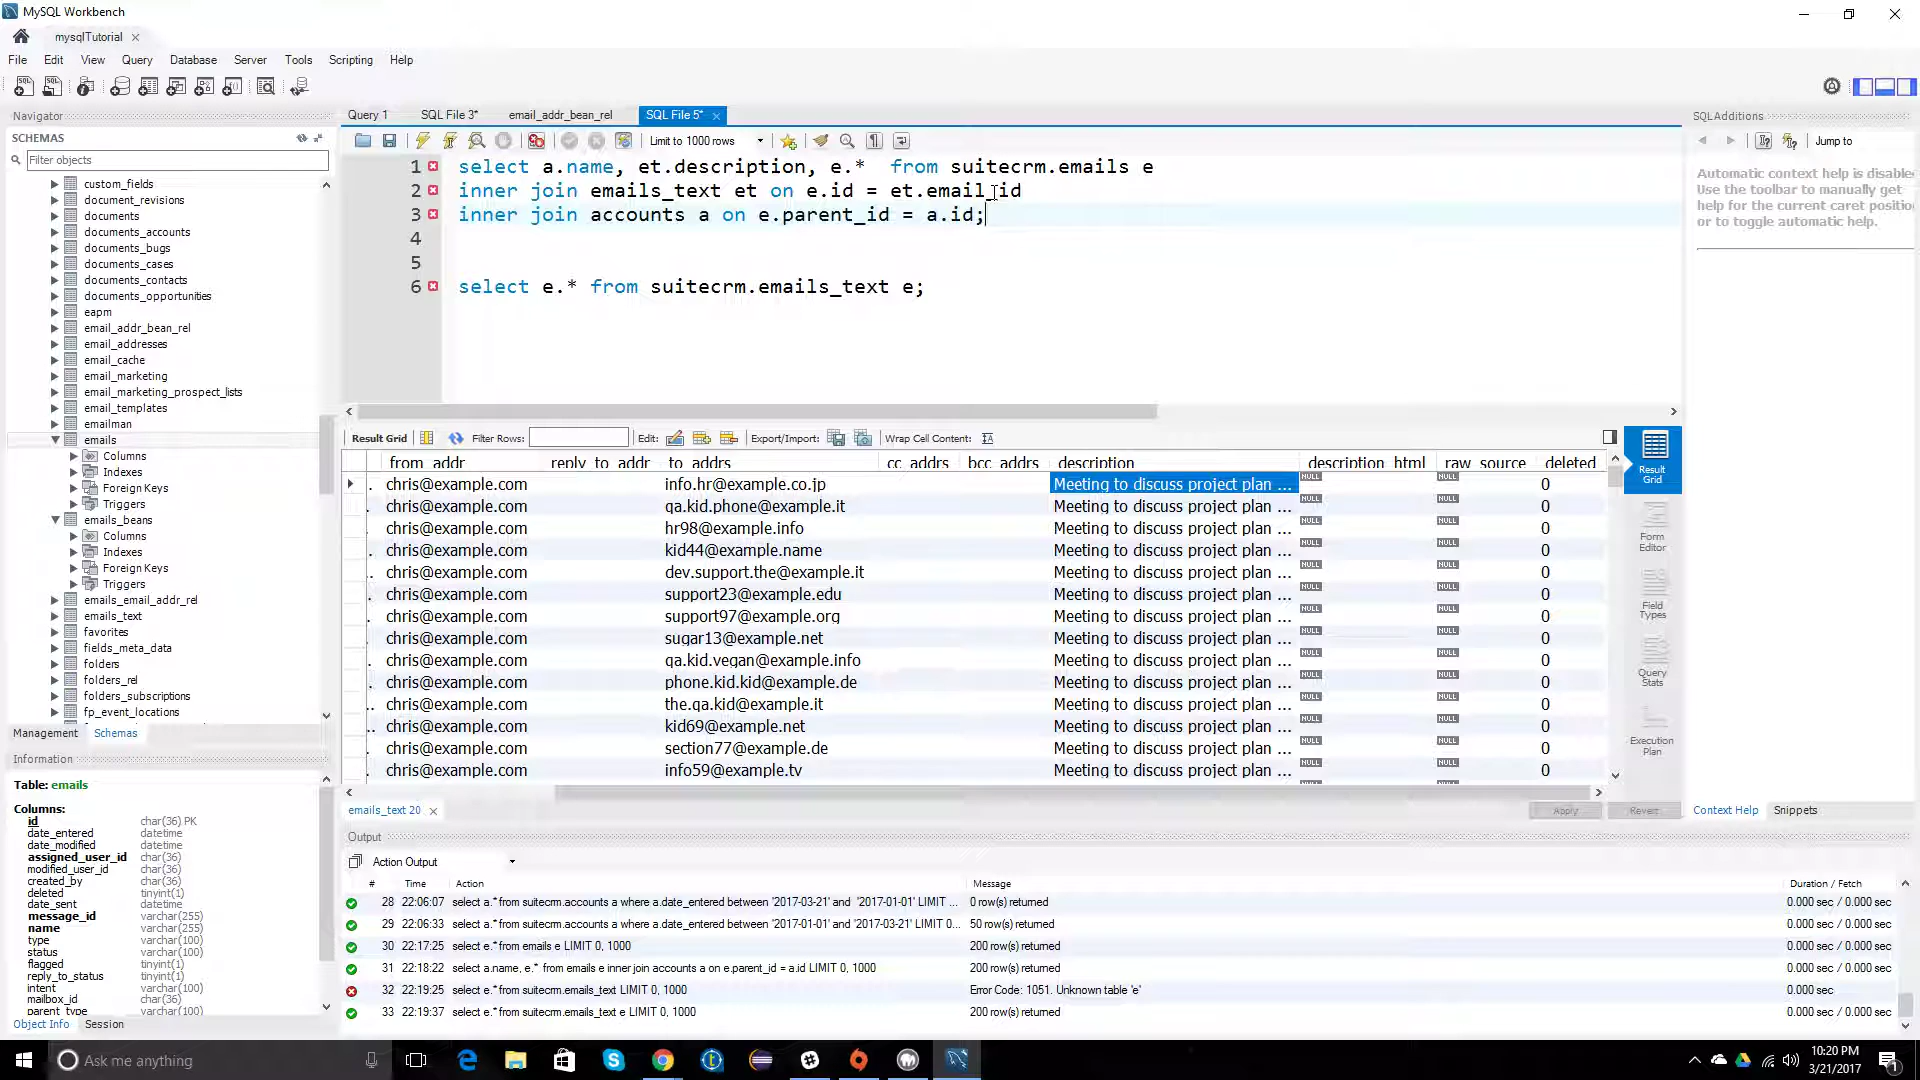 MySQL Workbench
mysqlTutorial
File Edit View Query Database Server Tools Scripting Help
Navigator
SCHEMAS
Filter objects
custom_fields
document_revisions
documents
documents_accounts
documents_bugs
documents_cases
documents_contacts
documents_opportunities
eapm
email_addr_bean_rel
email_addresses
email_cache
email_marketing
email_marketing_prospect_lists
email_templates
emailman
emails
Columns
Indexes
Foreign Keys
Triggers
emails_beans
Columns
Indexes
Foreign Keys
Triggers
emails_email_addr_rel
emails_text
favorites
fields_meta_data
folders
folders_rel
folders_subscriptions
fp_event_locations
Management Schemas
Information
Table: emails
Columns:
id char(36) PK
date_entered datetime
date_modified datetime
assigned_user_id char(36)
modified_user_id char(36)
created_by char(36)
deleted tinyint(1)
date_sent datetime
message_id varchar(255)
name varchar(255)
type varchar(100)
status varchar(100)
flagged tinyint(1)
reply_to_status tinyint(1)
intent varchar(100)
mailbox_id char(36)
parent_type varchar(100)
Object Info Session
Query 1 SQL File 3* email_addr_bean_rel SQL File 5*
Limit to 1000 rows
1 select a.name, et.description, e.* from suitecrm.emails e
2 inner join emails_text et on e.id = et.email_id
3 inner join accounts a on e.parent_id = a.id;
4
5
6 select e.* from suitecrm.emails_text e;
Result Grid Filter Rows: Edit: Export/Import: Wrap Cell Content:
from_addr reply_to_addr to_addrs cc_addrs bcc_addrs description description_html raw_source deleted
chris@example.com info.hr@example.co.jp Meeting to discuss project plan ... NULL NULL 0
. chris@example.com qa.kid.phone@example.it Meeting to discuss project plan ... NULL NULL 0
. chris@example.com hr98@example.info Meeting to discuss project plan ... NULL NULL 0
. chris@example.com kid44@example.name Meeting to discuss project plan ... NULL NULL 0
.. chris@example.com dev.support.the@example.it Meeting to discuss project plan ... NULL NULL 0
. chris@example.com support23@example.edu Meeting to discuss project plan ... NULL NULL 0
. chris@example.com support97@example.org Meeting to discuss project plan ... NULL NULL 0
. chris@example.com sugar13@example.net Meeting to discuss project plan ... NULL NULL 0
. chris@example.com qa.kid.vegan@example.info Meeting to discuss project plan ... NULL NULL 0
. chris@example.com phone.kid.kid@example.de Meeting to discuss project plan ... NULL NULL 0
.. chris@example.com the.qa.kid@example.it Meeting to discuss project plan ... NULL NULL 0
.. chris@example.com kid69@example.net Meeting to discuss project plan ... NULL NULL 0
. chris@example.com section77@example.de Meeting to discuss project plan ... NULL NULL 0
. chris@example.com info59@example.tv Meeting to discuss project plan ... NULL NULL 0
Result Grid
Form Editor
Field Types
Query Stats
Execution Plan
emails_text 20
Apply Revert
Output
Action Output
# Time Action Message Duration / Fetch
28 22:06:07 select a.* from suitecrm.accounts a where a.date_entered between '2017-03-21' and '2017-01-01' LIMIT ... 0 row(s) returned 0.000 sec / 0.000 sec
29 22:06:33 select a.* from suitecrm.accounts a where a.date_entered between '2017-01-01' and '2017-03-21' LIMIT 0... 50 row(s) returned 0.000 sec / 0.000 sec
30 22:17:25 select e.* from emails e LIMIT 0, 1000 200 row(s) returned 0.000 sec / 0.000 sec
31 22:18:22 select a.name, e.* from emails e inner join accounts a on e.parent_id = a.id LIMIT 0, 1000 200 row(s) returned 0.000 sec / 0.000 sec
32 22:19:25 select e.* from suitecrm.emails_text LIMIT 0, 1000 Error Code: 1051. Unknown table 'e' 0.000 sec
33 22:19:37 select e.* from suitecrm.emails_text e LIMIT 0, 1000 200 row(s) returned 0.000 sec / 0.000 sec
SQLAdditions
Jump to
Automatic context help is disable
Use the toolbar to manually get
help for the current caret positio
or to toggle automatic help.
Context Help Snippets
Ask me anything
10:20 PM
3/21/2017
1